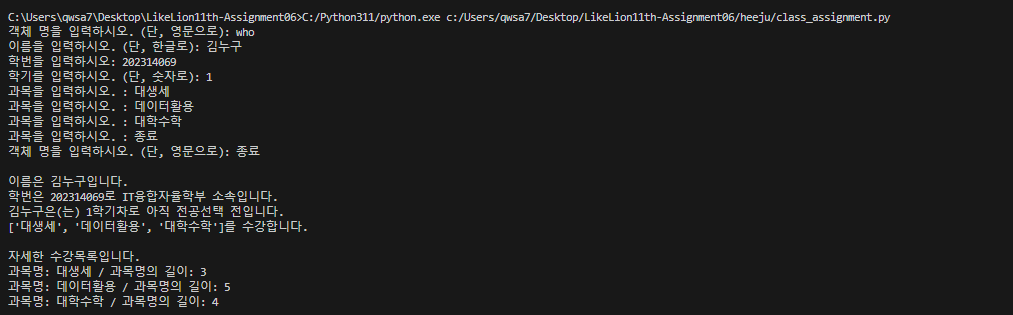 C:\Users\qwsa7\Desktop\LikeLion11th-Assignment06>C:/Python311/python.exe c:/Users/qwsa7/Desktop/LikeLion11th-Assignment06/heeju/class_assignment.py
객체 명을 입력하시오. (단, 영문으로): who
이름을 입력하시오. (단, 한글로): 김누구
학번을 입력하시오: 202314069
학기를 입력하시오. (단, 숫자로): 1
과목을 입력하시오. : 대생세
과목을 입력하시오. : 데이터활용
과목을 입력하시오. : 대학수학
과목을 입력하시오. : 종료
객체 명을 입력하시오. (단, 영문으로): 종료
이름은 김누구입니다.
학번은 202314069로 IT융합자율학부 소속입니다.
김누구은(는) 1학기차로 아직 전공선택 전입니다.
['대생세', '데이터활용', '대학수학']를 수강합니다.
자세한 수강목록입니다.
과목명: 대생세 / 과목명의 길이: 3
과목명: 데이터활용 / 과목명의 길이: 5
과목명: 대학수학 / 과목명의 길이: 4